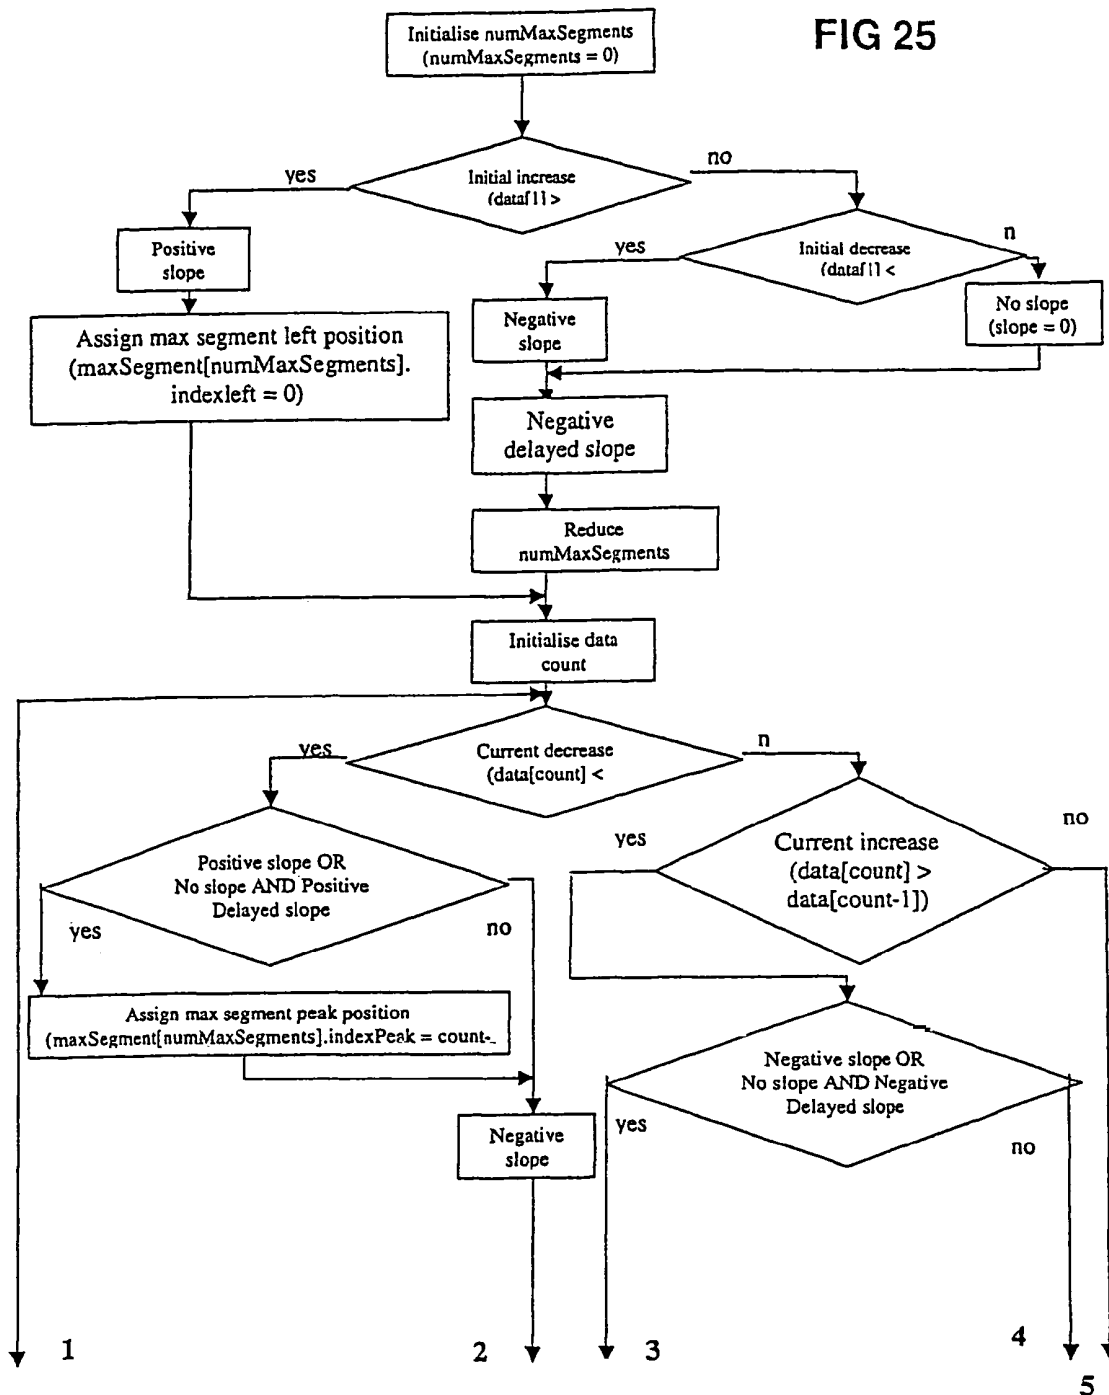 FIG 25
Initialise numMaxSegments
(numMaxSegments = 0)
yes
Initial increase
(data[1] >
no
Positive
slope
yes
Initial decrease
(data[1] <
n
Assign max segment left position
(maxSegment[numMaxSegments].
indexleft = 0)
Negative
slope
No slope
(slope = 0)
Negative
delayed slope
Reduce
numMaxSegments
Initialise data
count
yes
Current decrease
(data[count] <
n
Positive slope OR
No slope AND Positive
Delayed slope
yes
no
yes
Current increase
(data[count] >
data[count-1])
no
Assign max segment peak position
(maxSegment[numMaxSegments].indexPeak = count-
Negative slope OR
No slope AND Negative
Delayed slope
yes
no
Negative
slope
1
2
3
4
5